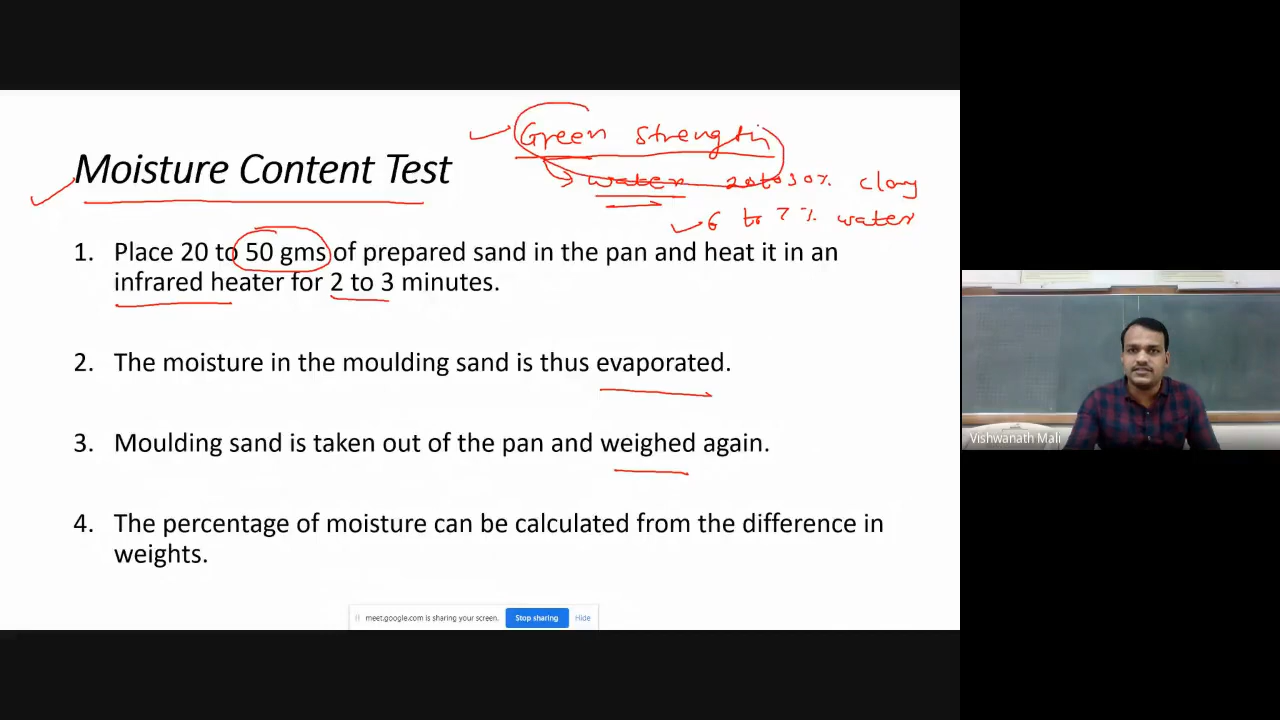 Green Strength
Moisture Content Test
water 20 to 30% clay
6 to 7% water
1. Place 20 to 50 gms of prepared sand in the pan and heat it in an
infrared heater for 2 to 3 minutes.
2. The moisture in the moulding sand is thus evaporated.
3. Moulding sand is taken out of the pan and weighed again.
Vishwanath Mali
4. The percentage of moisture can be calculated from the difference in
weights.
meet.google.com is sharing your screen. Stop sharing Hide